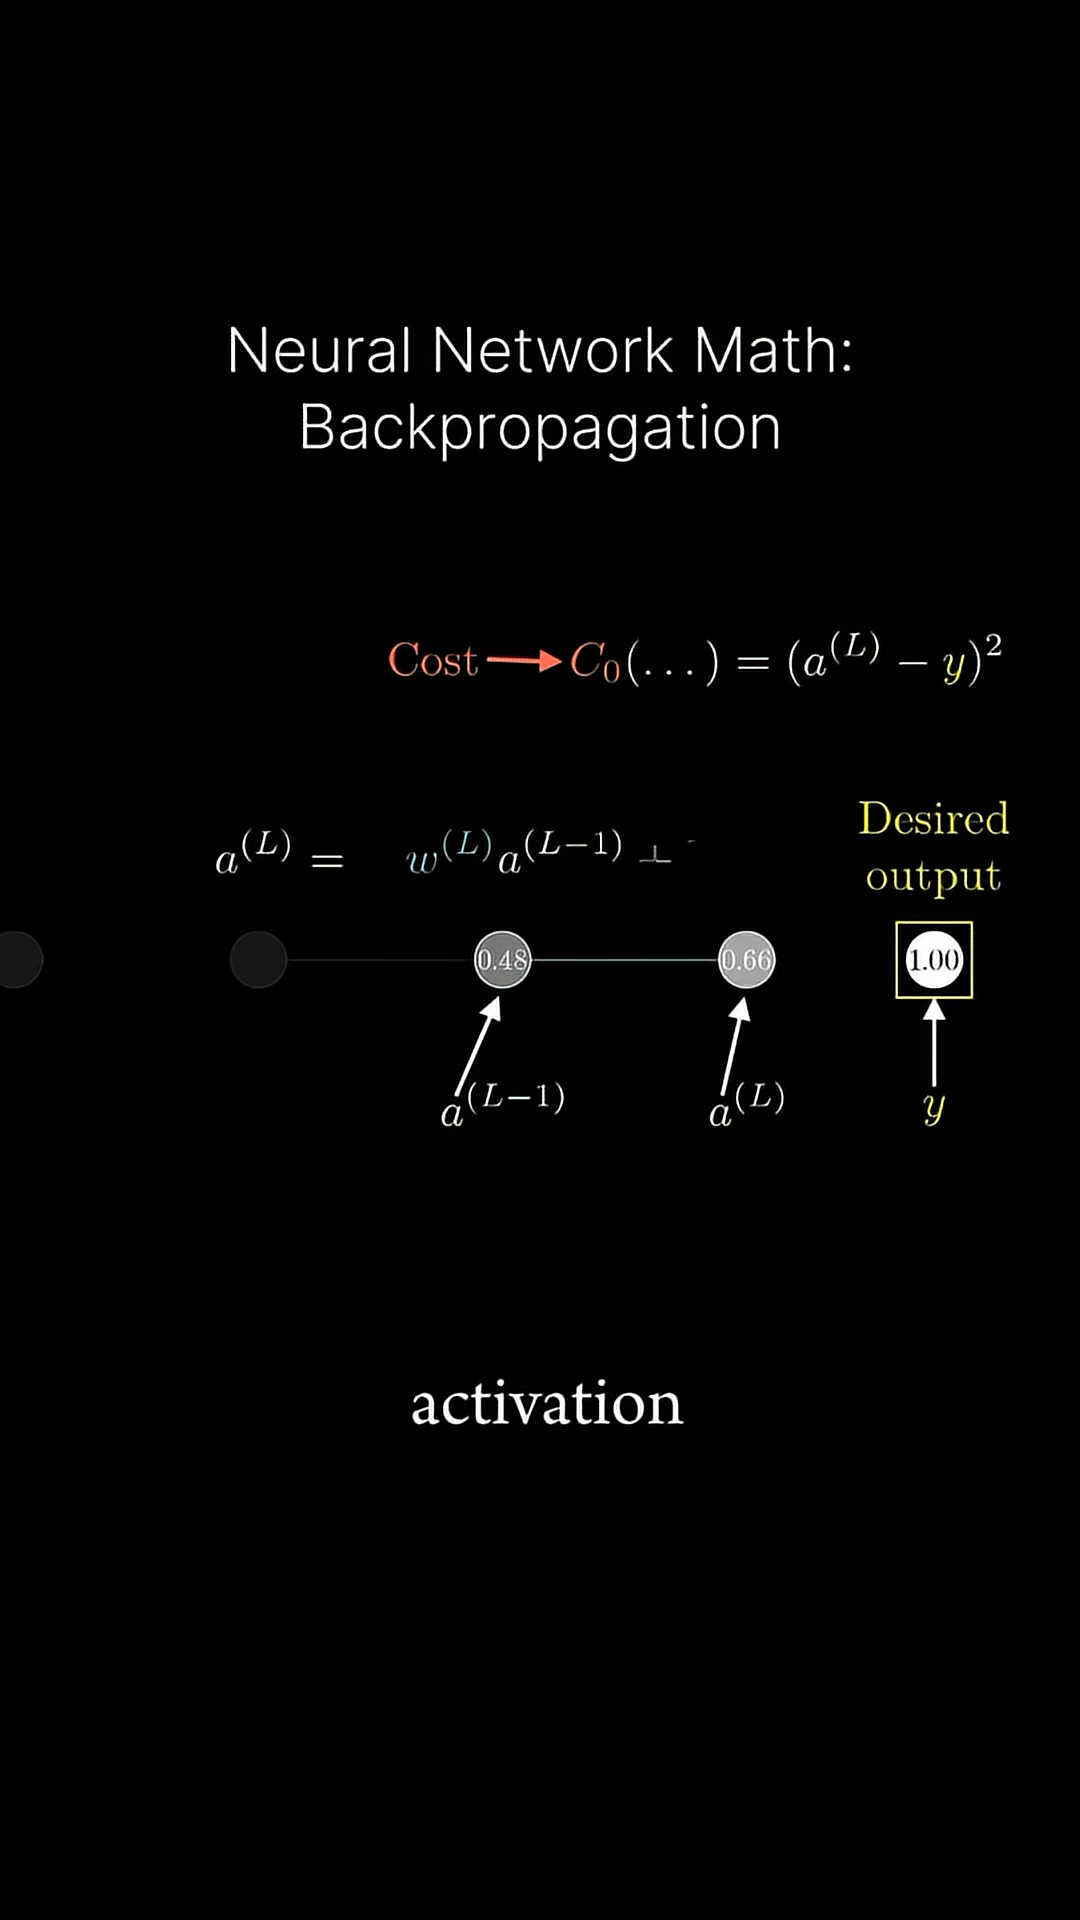 Neural Network Math:
Backpropagation
Cost → C₀(...) = (a⁽ᴸ⁾ − y)²
Desired
output
a⁽ᴸ⁾ = w⁽ᴸ⁾a⁽ᴸ⁻¹⁾
0.48 0.66 1.00
a⁽ᴸ⁻¹⁾ a⁽ᴸ⁾ y
activation